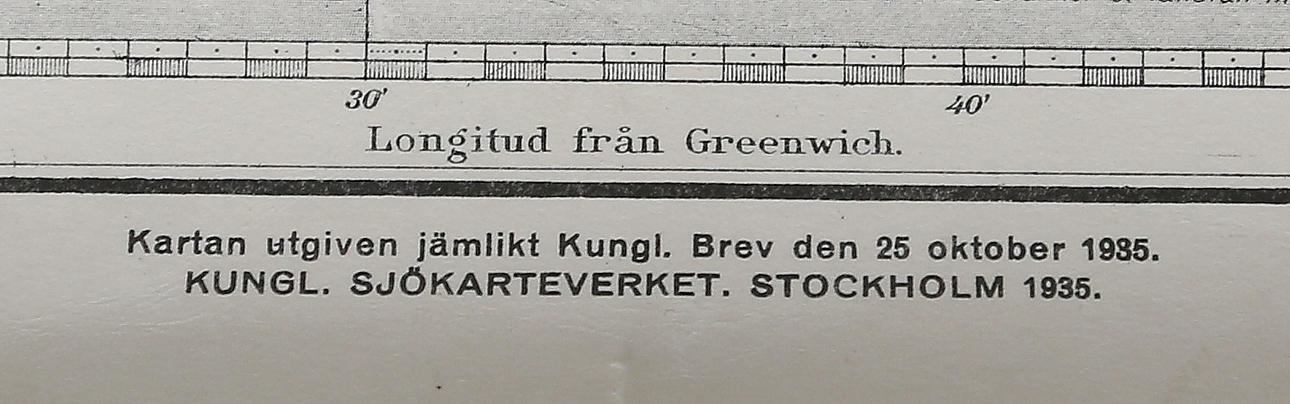 30' 40'
Longitud från Greenwich.
Kartan utgiven jämlikt Kungl. Brev den 25 oktober 1935.
KUNGL. SJÖKARTEVERKET. STOCKHOLM 1935.